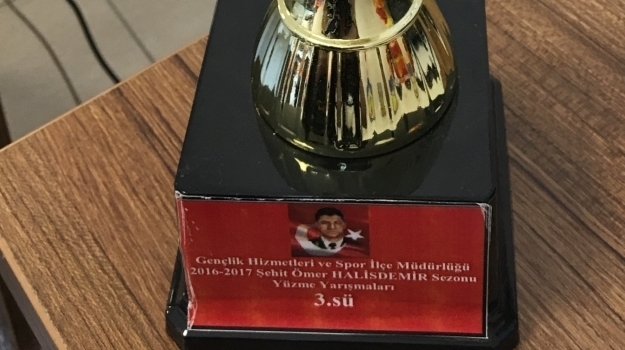 Gençlik Hizmetleri ve Spor İlçe Müdürlüğü
2016-2017 Şehit Ömer HALİSDEMİR Sezonu
Yüzme Yarışmaları
3.sü